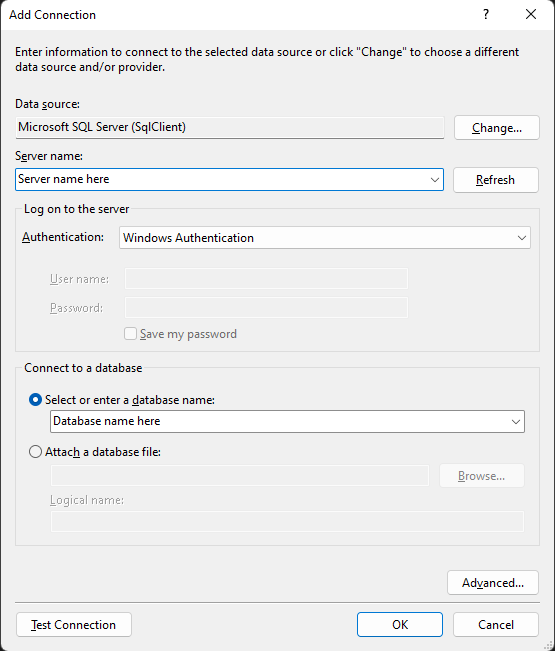 Add Connection
?
Enter information to connect to the selected data source or click "Change" to choose a different
data source and/or provider.
Data source:
Microsoft SQL Server (SqlClient)
Change...
Server name:
Server name here
Refresh
Log on to the server
Authentication:
Windows Authentication
User name:
Password:
Save my password
Connect to a database
Select or enter a database name:
Database name here
Attach a database file:
Browse...
Logical name:
Advanced...
Test Connection
OK
Cancel